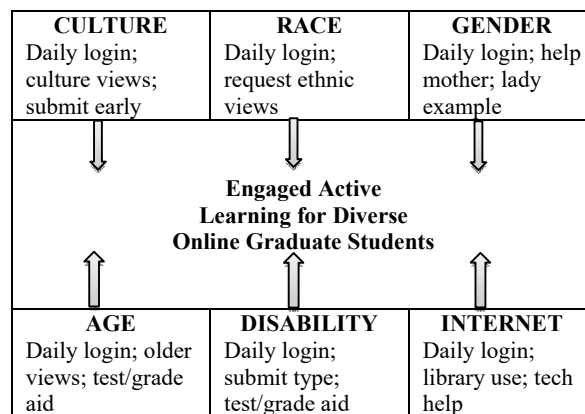 CULTURE
Daily login;
culture views;
submit early
RACE
Daily login;
request ethnic
views
GENDER
Daily login; help
mother; lady
example
Engaged Active
Learning for Diverse
Online Graduate Students
AGE
Daily login; older
views; test/grade
aid
DISABILITY
Daily login;
submit type;
test/grade aid
INTERNET
Daily login;
library use; tech
help